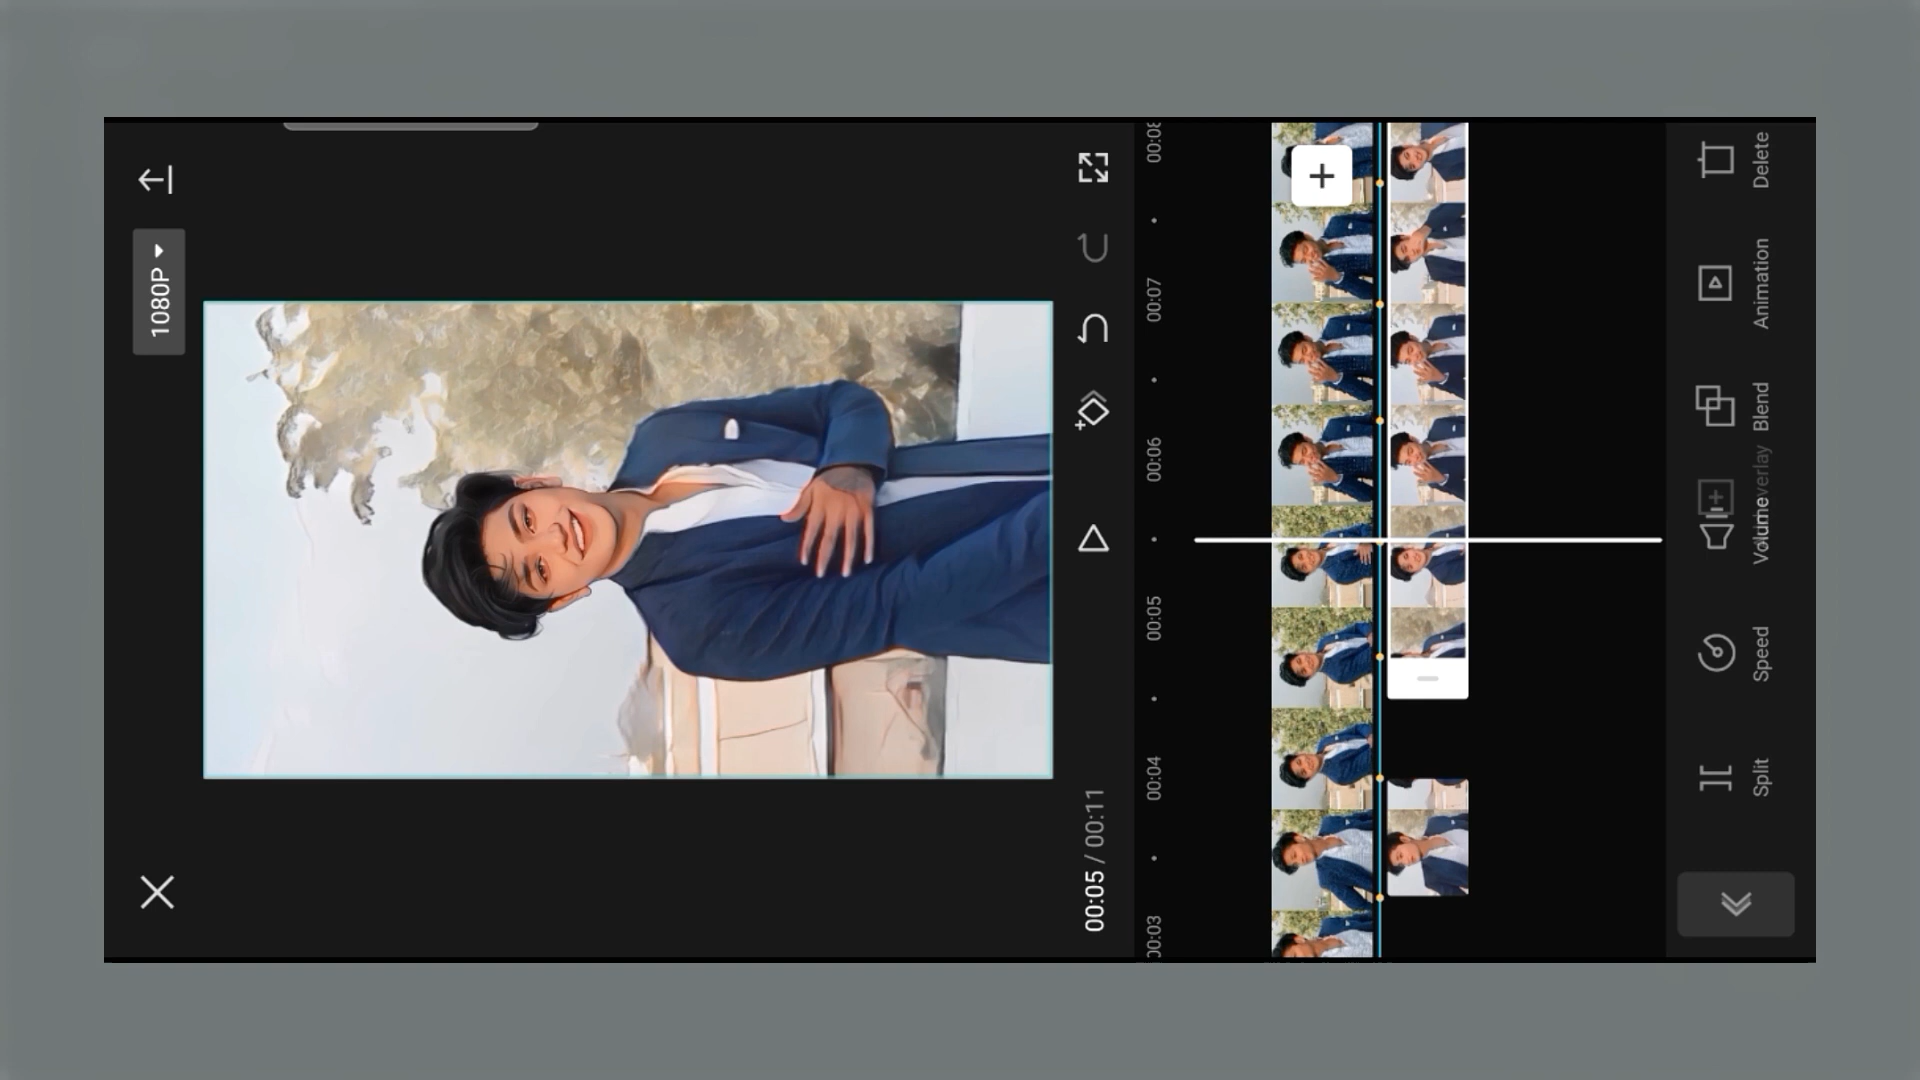 1080P
00:05 / 00:11
00:03
00:04
00:05
00:06
00:07
00:08
Split
Speed
Volume
verlay
Blend
Animation
Delete